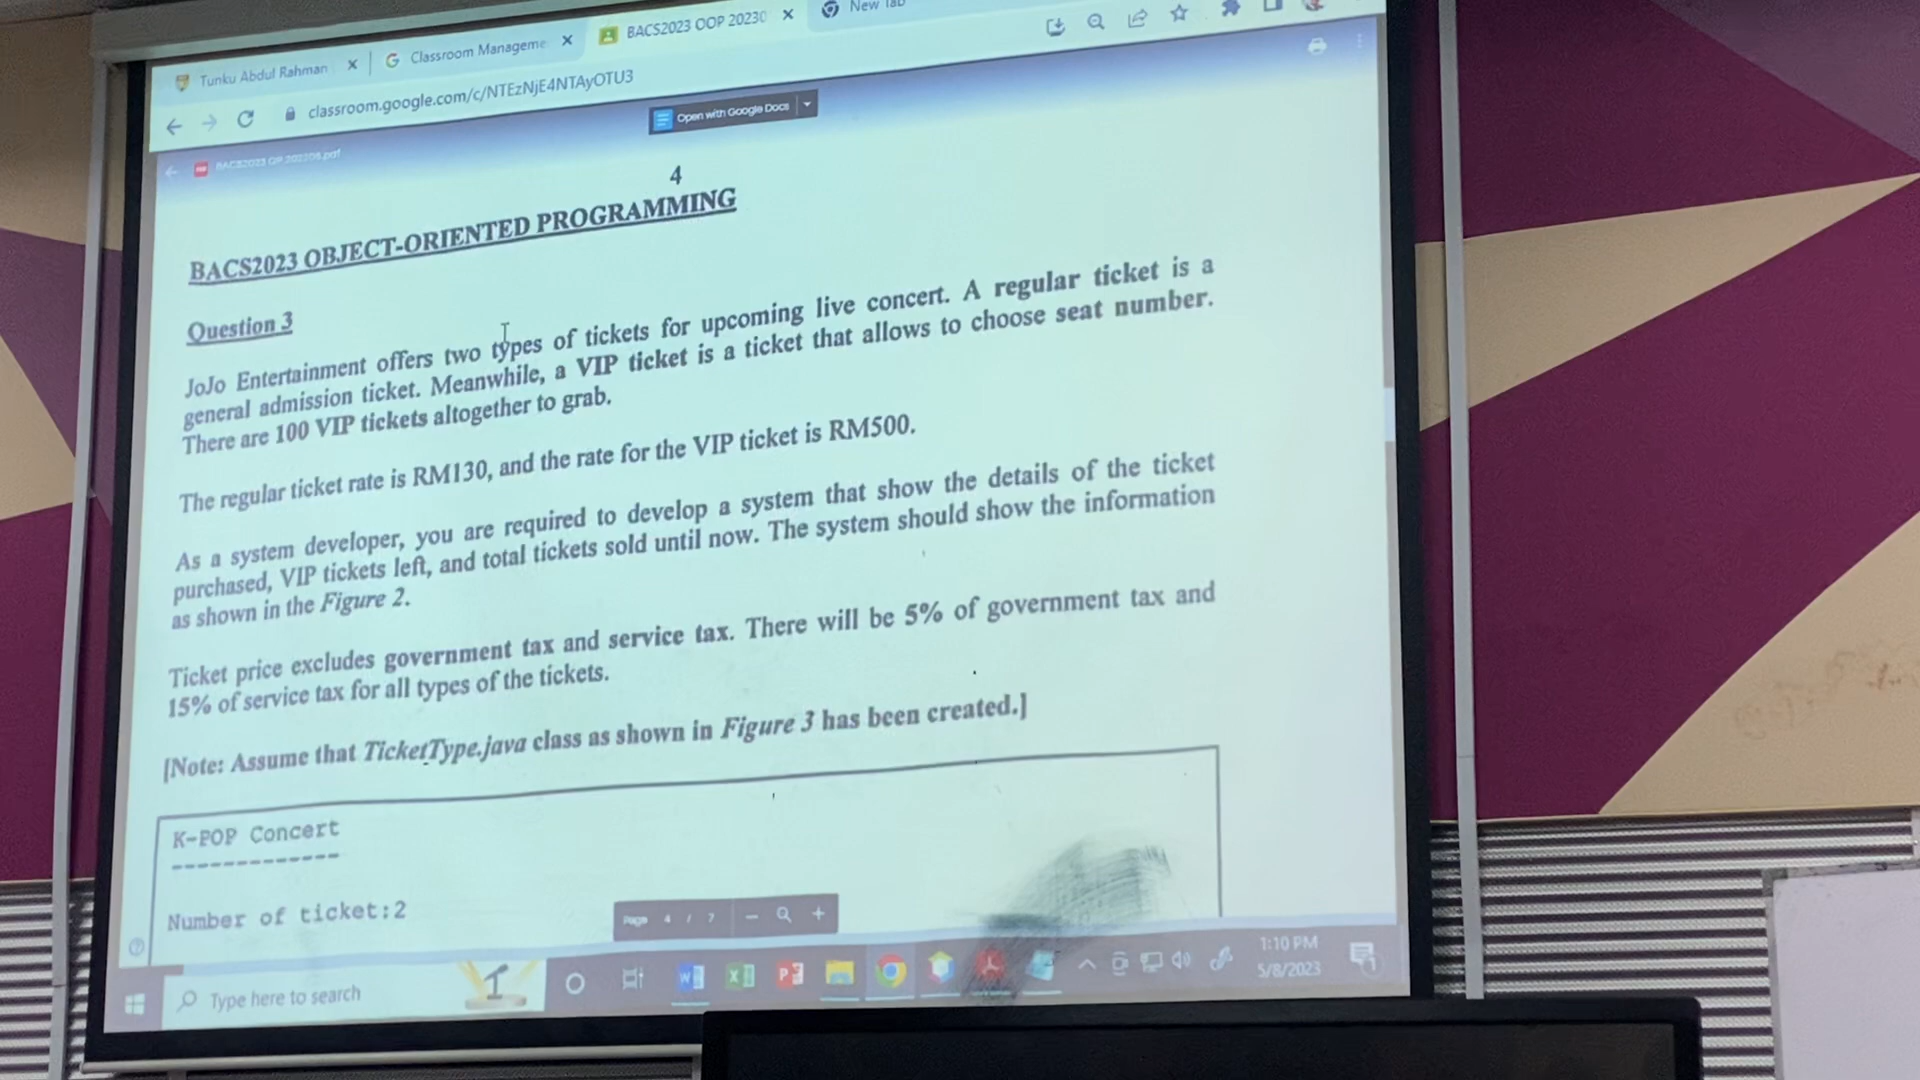 Tunku Abdul Rahman
Classroom Manageme
BACS2023 OOP 20230
New Tab
classroom.google.com/c/NTEzNjE4NTAyOTU3
Open with Google Docs
4
BACS2023 OBJECT-ORIENTED PROGRAMMING
Question 3
JoJo Entertainment offers two types of tickets for upcoming live concert. A regular ticket is a
general admission ticket. Meanwhile, a VIP ticket is a ticket that allows to choose seat number.
There are 100 VIP tickets altogether to grab.
The regular ticket rate is RM130, and the rate for the VIP ticket is RM500.
As a system developer, you are required to develop a system that show the details of the ticket
purchased, VIP tickets left, and total tickets sold until now. The system should show the information
as shown in the Figure 2.
Ticket price excludes government tax and service tax. There will be 5% of government tax and
15% of service tax for all types of the tickets.
[Note: Assume that TicketType.java class as shown in Figure 3 has been created.]
K-POP Concert
-------------
Number of ticket:2
Page 4 / 7
Type here to search
1:10 PM
5/8/2023